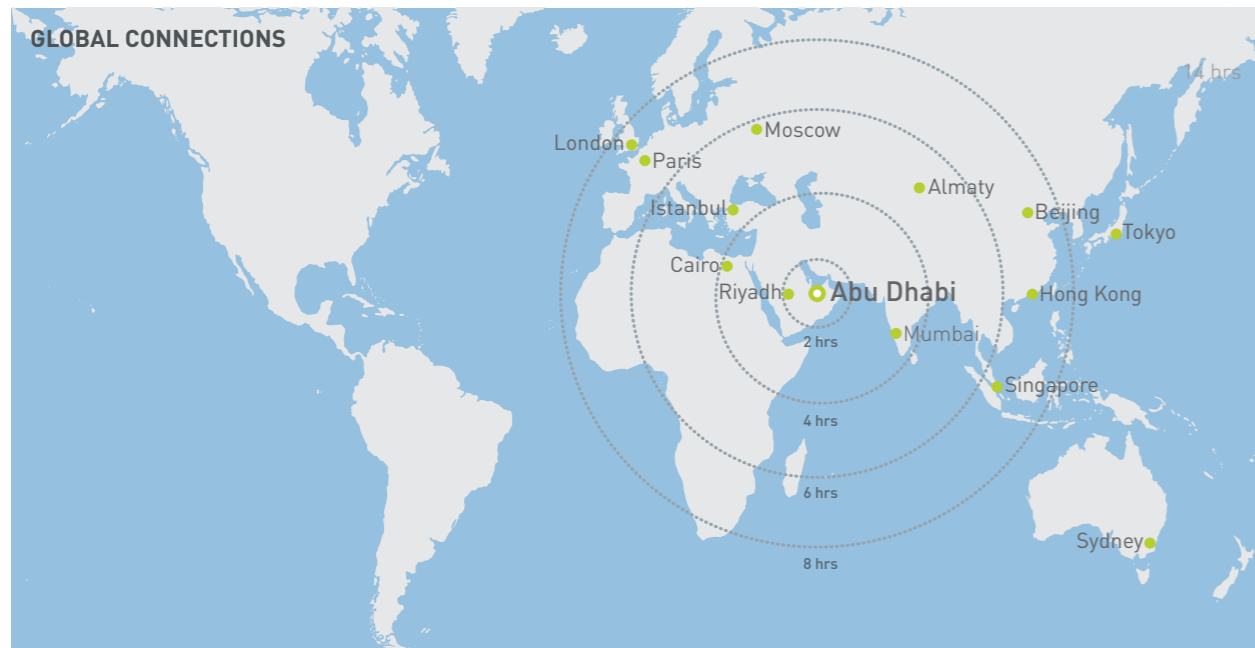 GLOBAL CONNECTIONS
14 hrs
Moscow
London
Paris
Almaty
Istanbul
Beijing
Tokyo
Cairo
Riyadh
Abu Dhabi
Hong Kong
Mumbai
2 hrs
Singapore
4 hrs
6 hrs
Sydney
8 hrs